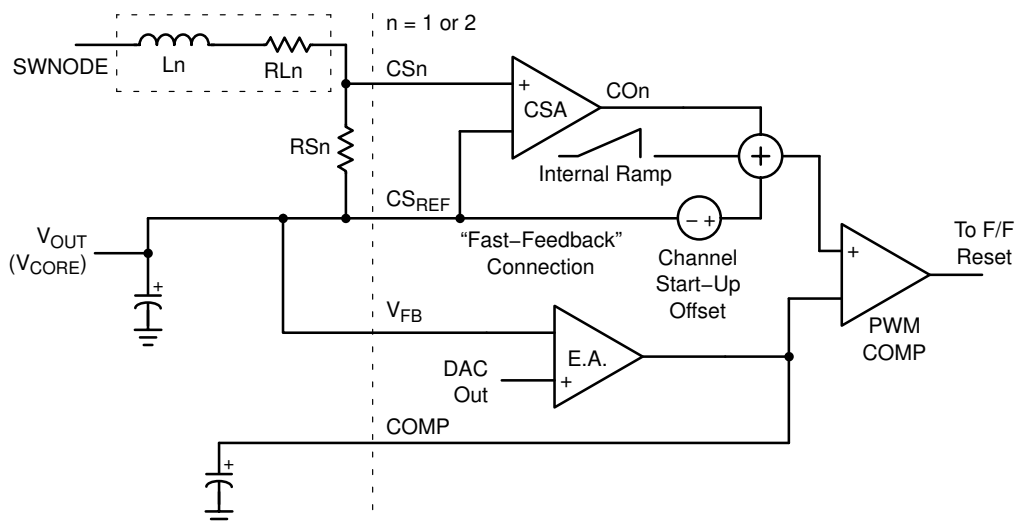 n = 1 or 2
SWNODE
Ln
RLn
CSn
+
CSA
COn
RSn
Internal Ramp
+
CSREF
− +
"Fast−Feedback"
Connection
Channel
Start−Up
Offset
VOUT
(VCORE)
+
To F/F
Reset
+
PWM
COMP
VFB
E.A.
DAC
Out
+
COMP
+